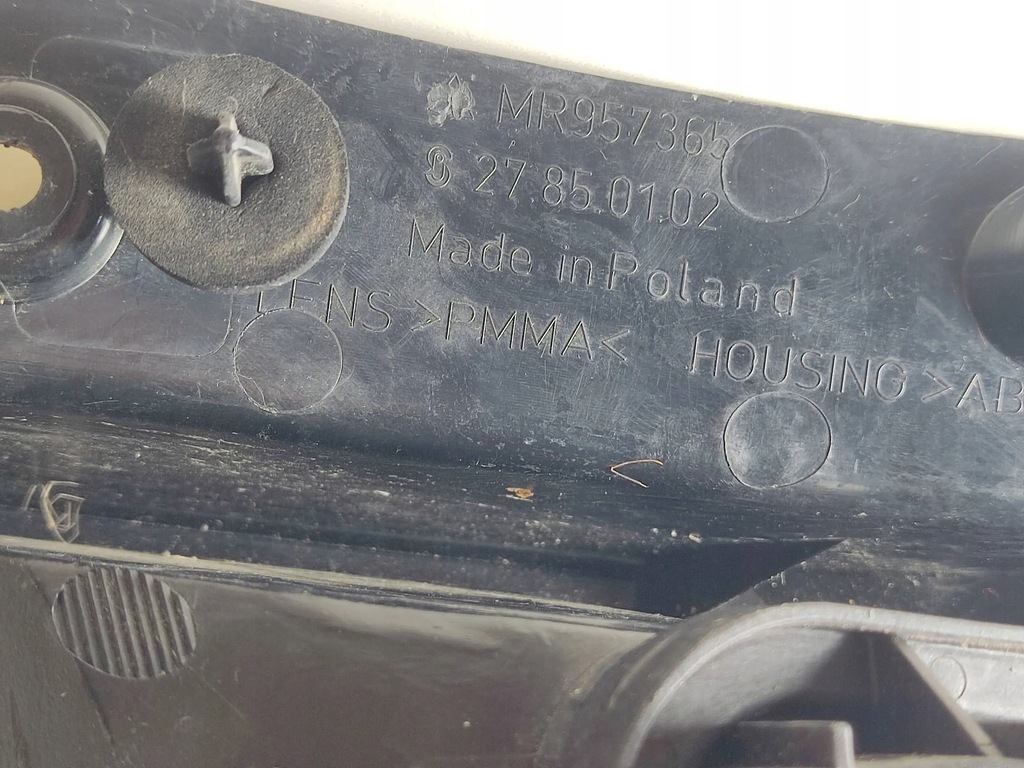 MR957365
27.85.01.02
Made in Poland
LENS >PMMA< HOUSING >AB